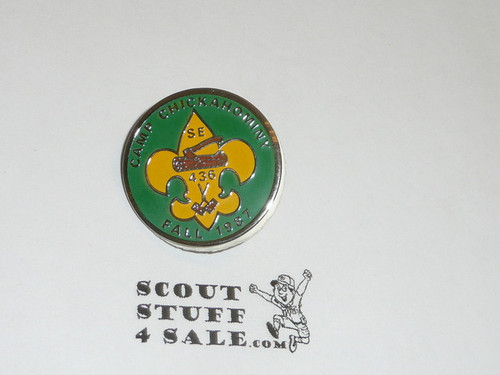 CAMP CHICKAHOMINY
SE
436
FALL 1987
SCOUT
STUFF
4 SALE.COM